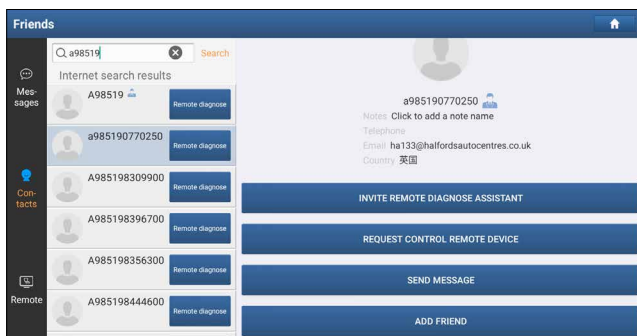 Friends
a98519
Search
Internet search results
Mes-
sages
Con-
tacts
Remote
A98519
Remote diagnose
a985190770250
Remote diagnose
A985198309900
Remote diagnose
A985198396700
Remote diagnose
A985198356300
Remote diagnose
A985198444600
Remote diagnose
a985190770250
Notes Click to add a note name
Telephone
Email ha133@halfordsautocentres.co.uk
Country 英国
INVITE REMOTE DIAGNOSE ASSISTANT
REQUEST CONTROL REMOTE DEVICE
SEND MESSAGE
ADD FRIEND